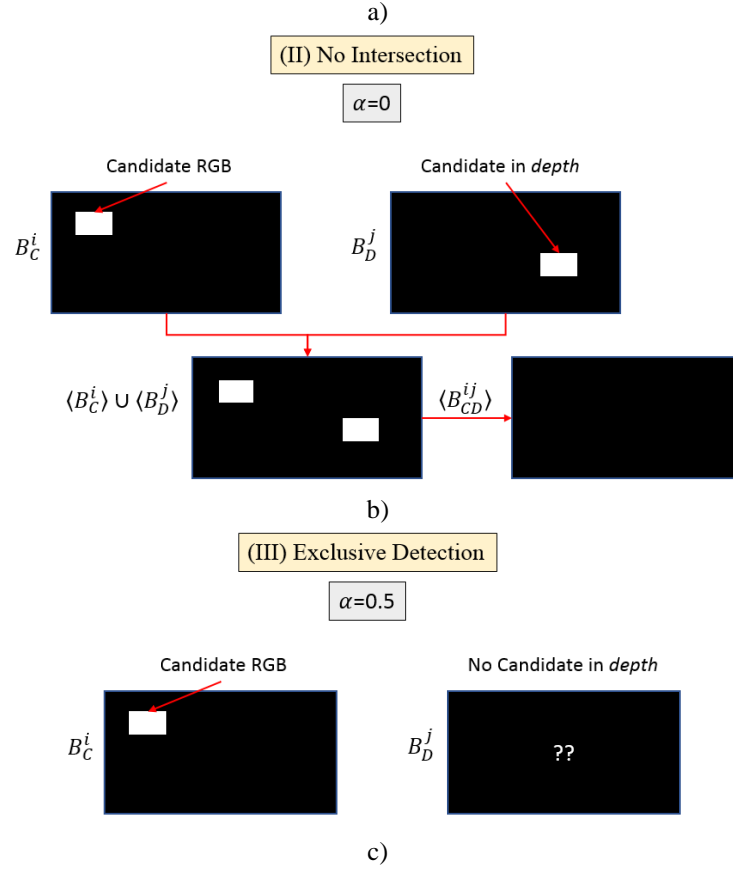 a)
(II) No Intersection
α=0
Candidate RGB
Candidate in depth
B_C^i
B_D^j
⟨B_C^i⟩ ∪ ⟨B_D^j⟩
⟨B_CD^ij⟩
b)
(III) Exclusive Detection
α=0.5
Candidate RGB
No Candidate in depth
B_C^i
B_D^j
??
c)